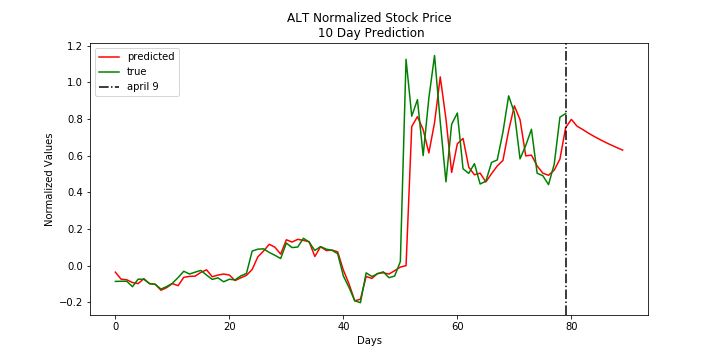 ALT Normalized Stock Price
10 Day Prediction
1.2
1.0
0.8
0.6
0.4
0.2
0.0
−0.2
Normalized Values
predicted
true
april 9
0
20
40
60
80
Days